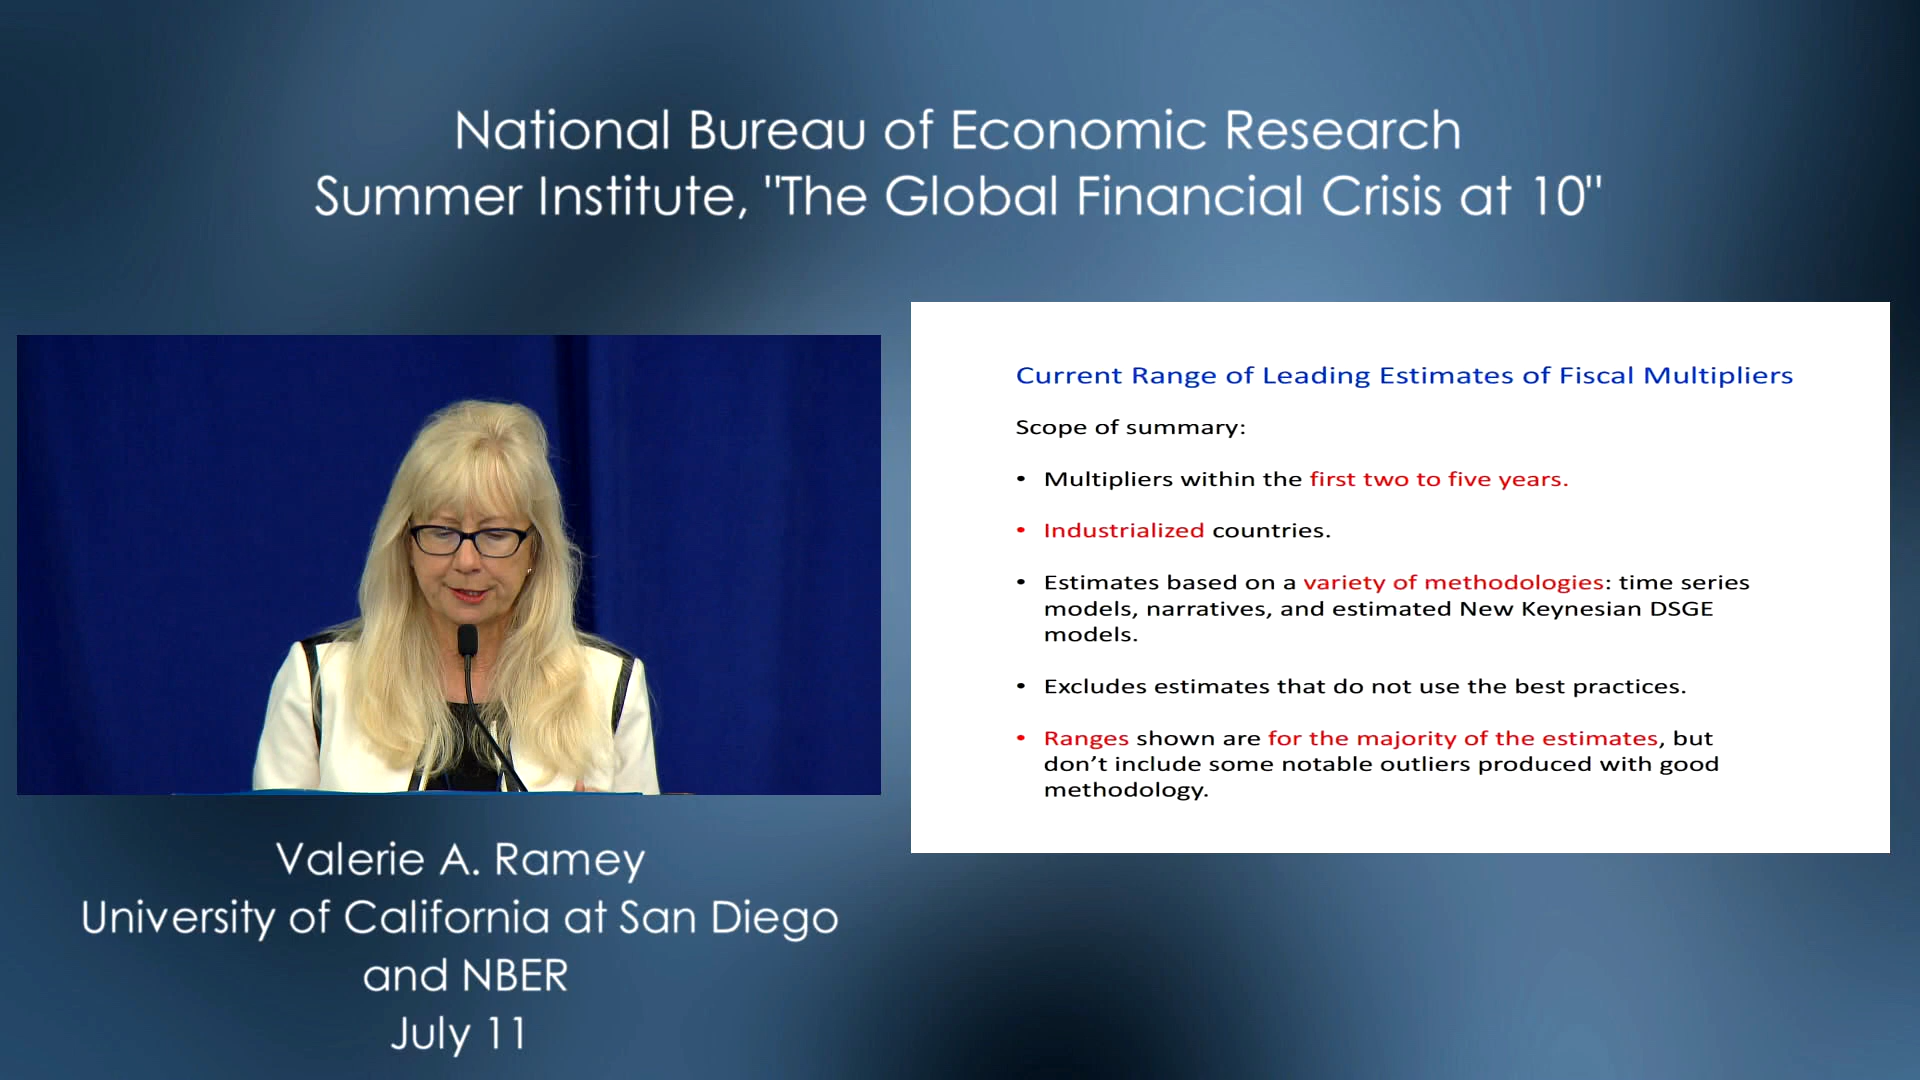 National Bureau of Economic Research
Summer Institute, "The Global Financial Crisis at 10"
Current Range of Leading Estimates of Fiscal Multipliers
Scope of summary:
• Multipliers within the first two to five years.
• Industrialized countries.
• Estimates based on a variety of methodologies: time series
models, narratives, and estimated New Keynesian DSGE
models.
• Excludes estimates that do not use the best practices.
• Ranges shown are for the majority of the estimates, but
don’t include some notable outliers produced with good
methodology.
Valerie A. Ramey
University of California at San Diego
and NBER
July 11